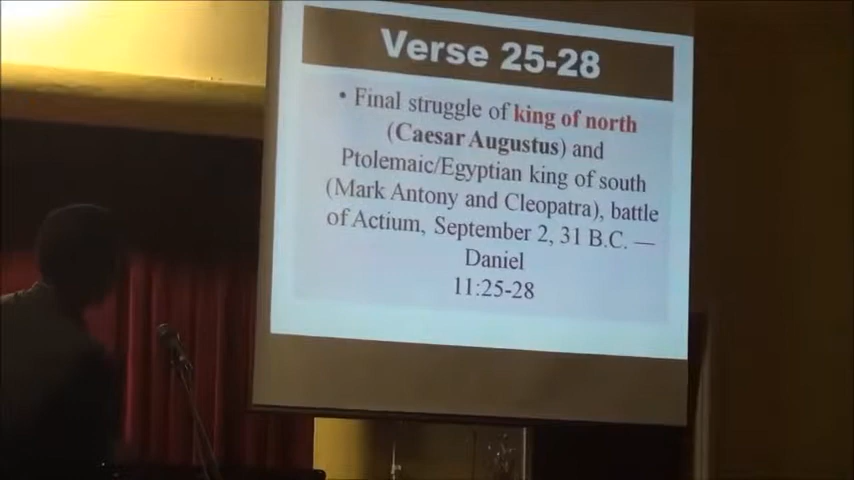 Verse 25-28
• Final struggle of king of north
(Caesar Augustus) and
Ptolemaic/Egyptian king of south
(Mark Antony and Cleopatra), battle
of Actium, September 2, 31 B.C. —
Daniel
11:25-28